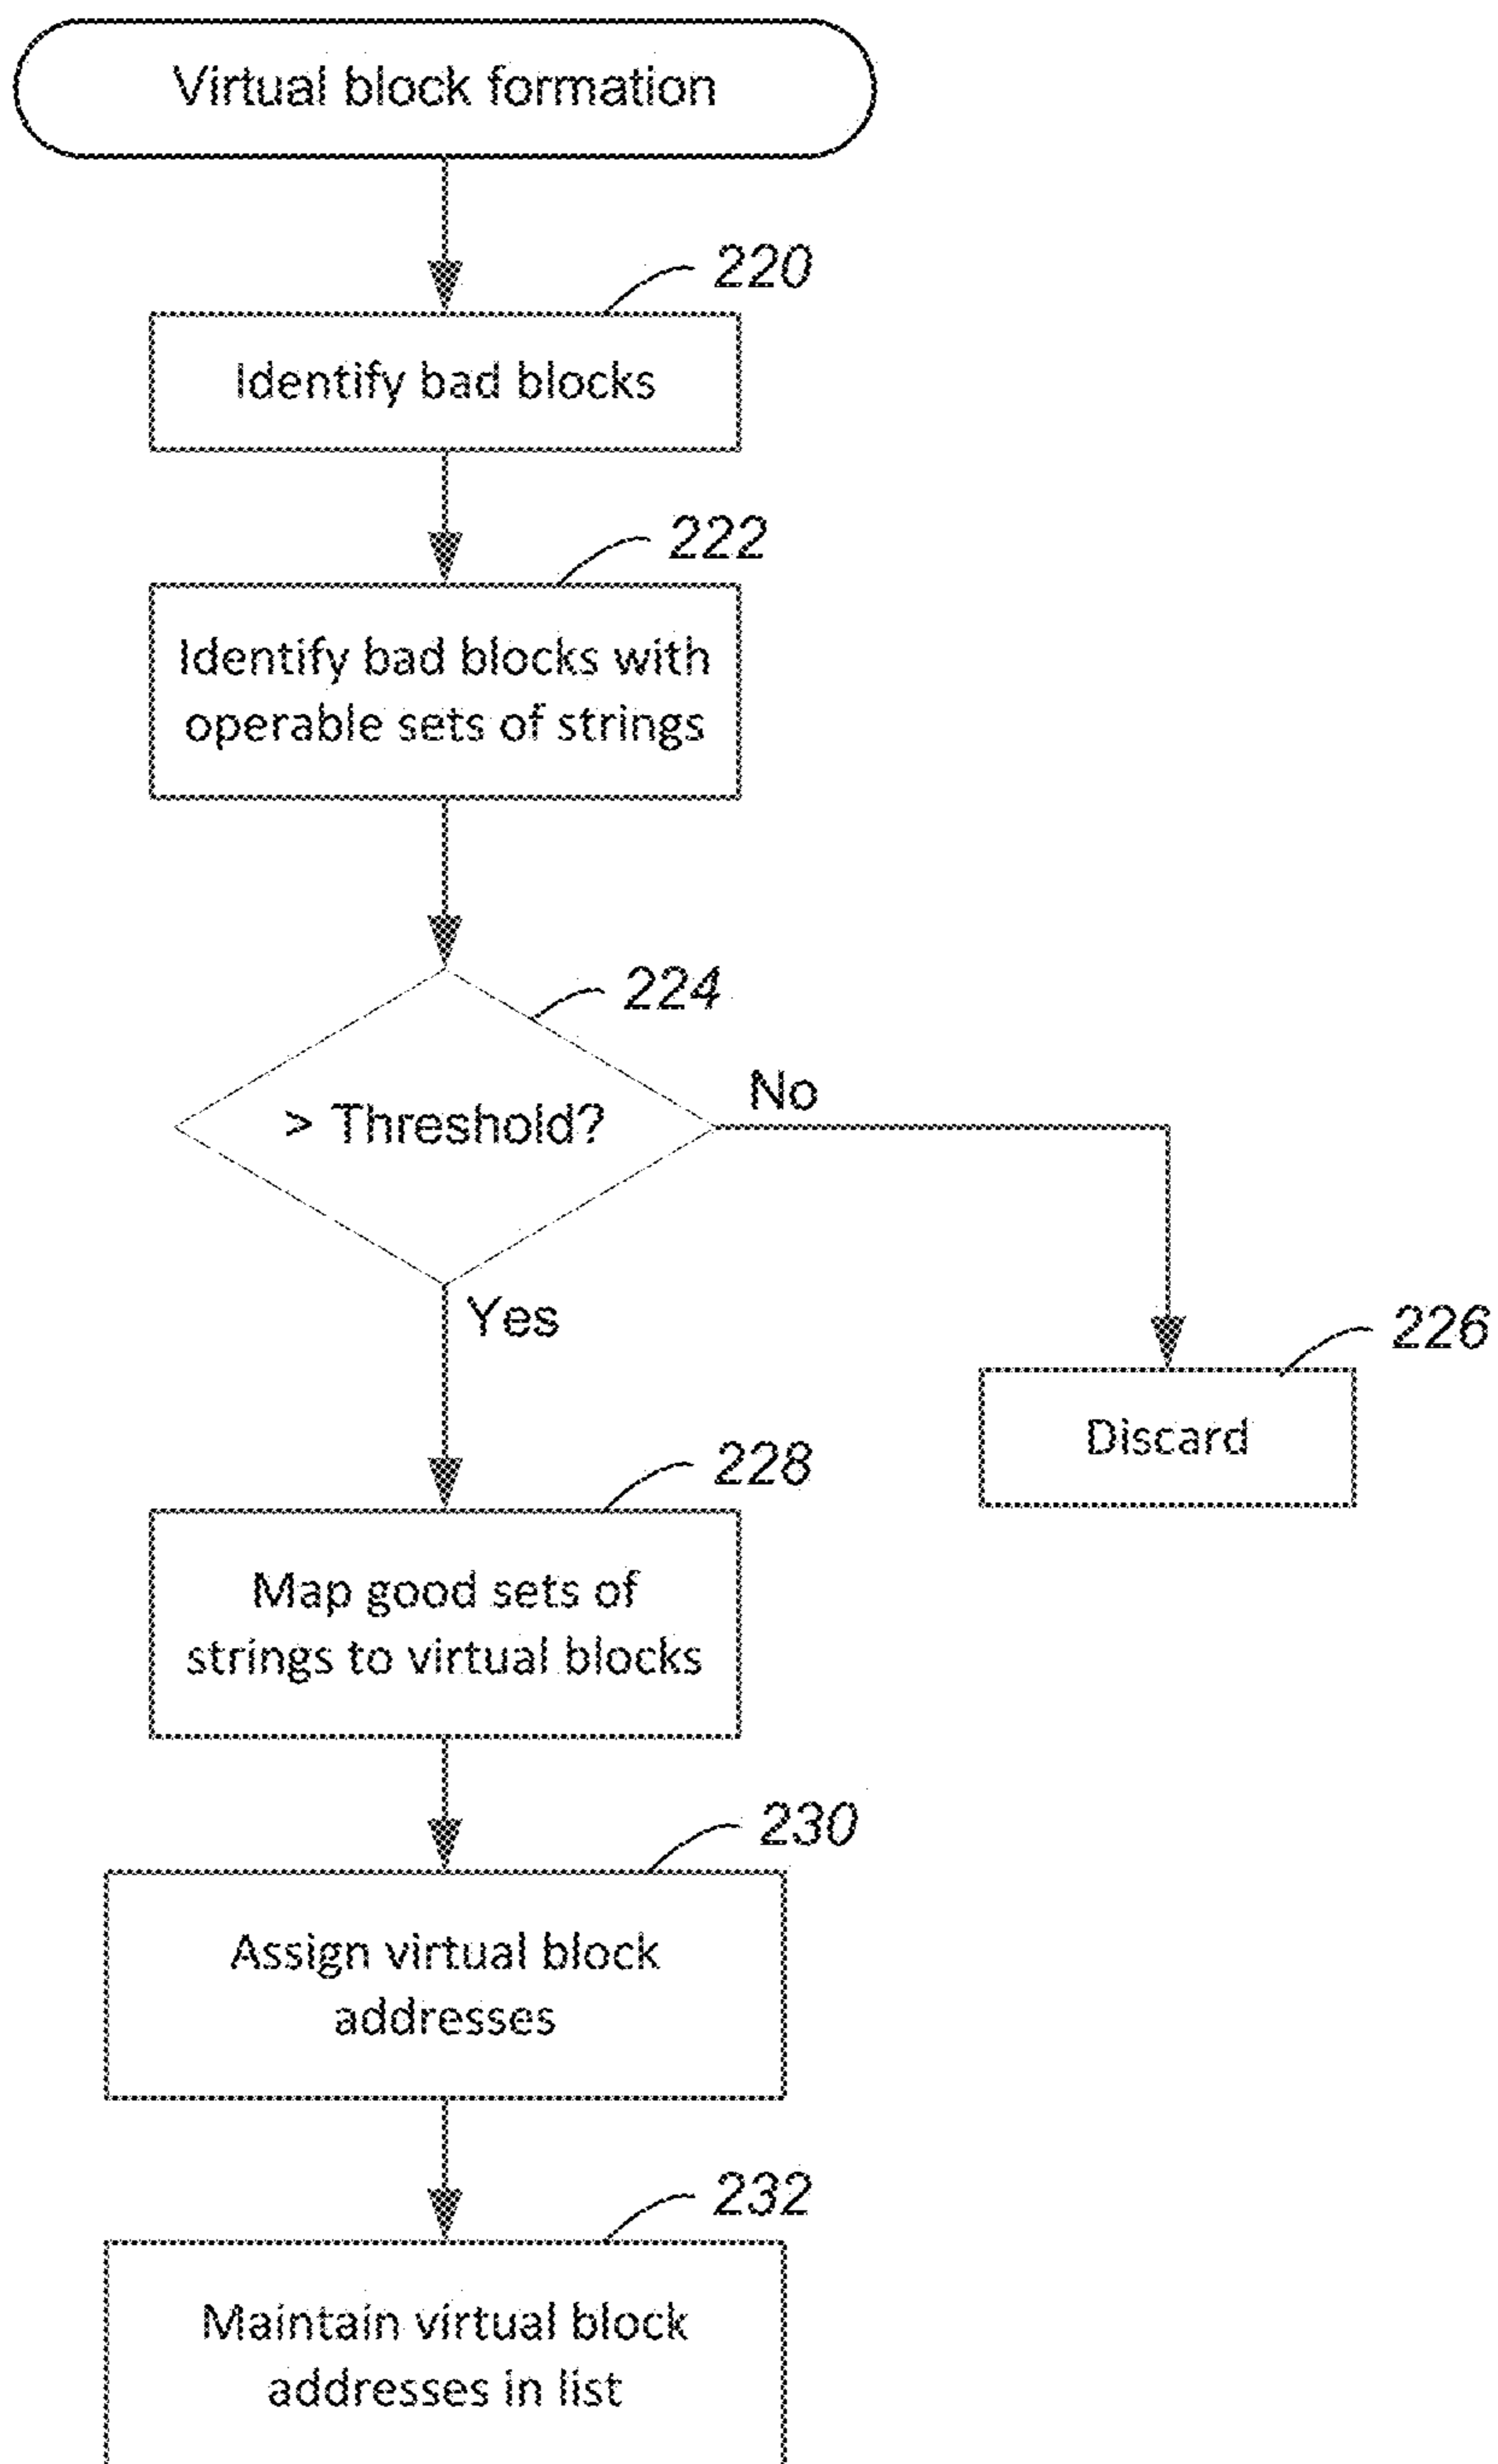 Virtual block formation
220
Identify bad blocks
222
Identify bad blocks with
operable sets of strings
224
> Threshold?
No
Yes
226
Discard
228
Map good sets of
strings to virtual blocks
230
Assign virtual block
addresses
232
Maintain virtual block
addresses in list